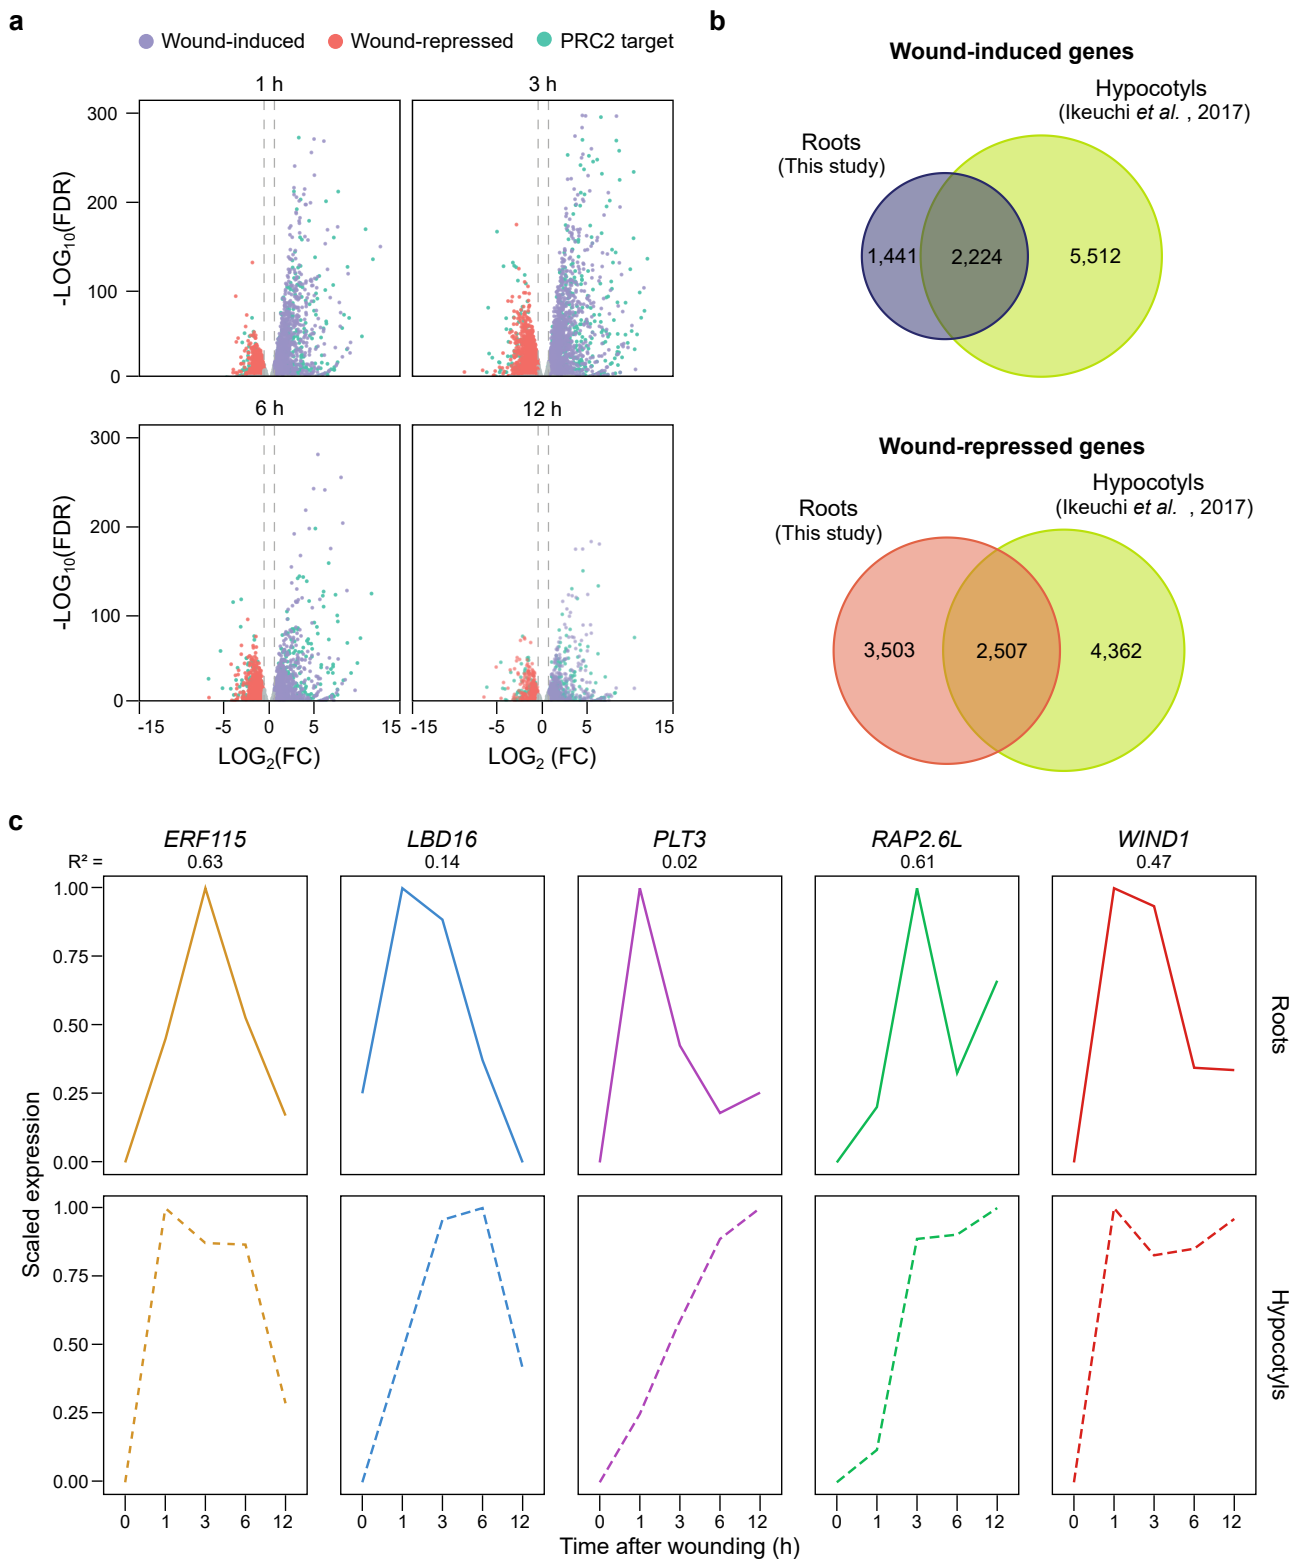 a
Wound-induced
Wound-repressed
PRC2 target
1 h
3 h
300
200
100
0
-LOG10(FDR)
6 h
12 h
300
200
100
0
-LOG10(FDR)
-15
-5
0
5
15
-15
-5
0
5
15
LOG2(FC)
LOG2 (FC)
b
Wound-induced genes
Hypocotyls
(Ikeuchi et al. , 2017)
Roots
(This study)
1,441
2,224
5,512
Wound-repressed genes
Hypocotyls
(Ikeuchi et al. , 2017)
Roots
(This study)
3,503
2,507
4,362
c
ERF115
LBD16
PLT3
RAP2.6L
WIND1
R² =
0.63
0.14
0.02
0.61
0.47
1.00
0.75
0.50
0.25
0.00
Roots
Scaled expression
1.00
0.75
0.50
0.25
0.00
Hypocotyls
0 1 3 6 12
0 1 3 6 12
0 1 3 6 12
0 1 3 6 12
0 1 3 6 12
Time after wounding (h)